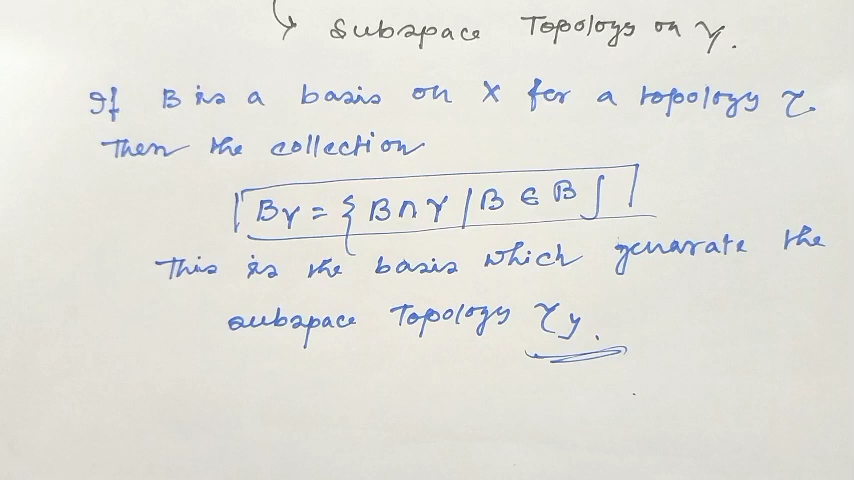 Subspace Topology on Y.
If B is a basis on X for a topology τ.
Then the collection
B_Y = { B ∩ Y | B ∈ B }
This is the basis which genarate the
subspace Topology τ_y.